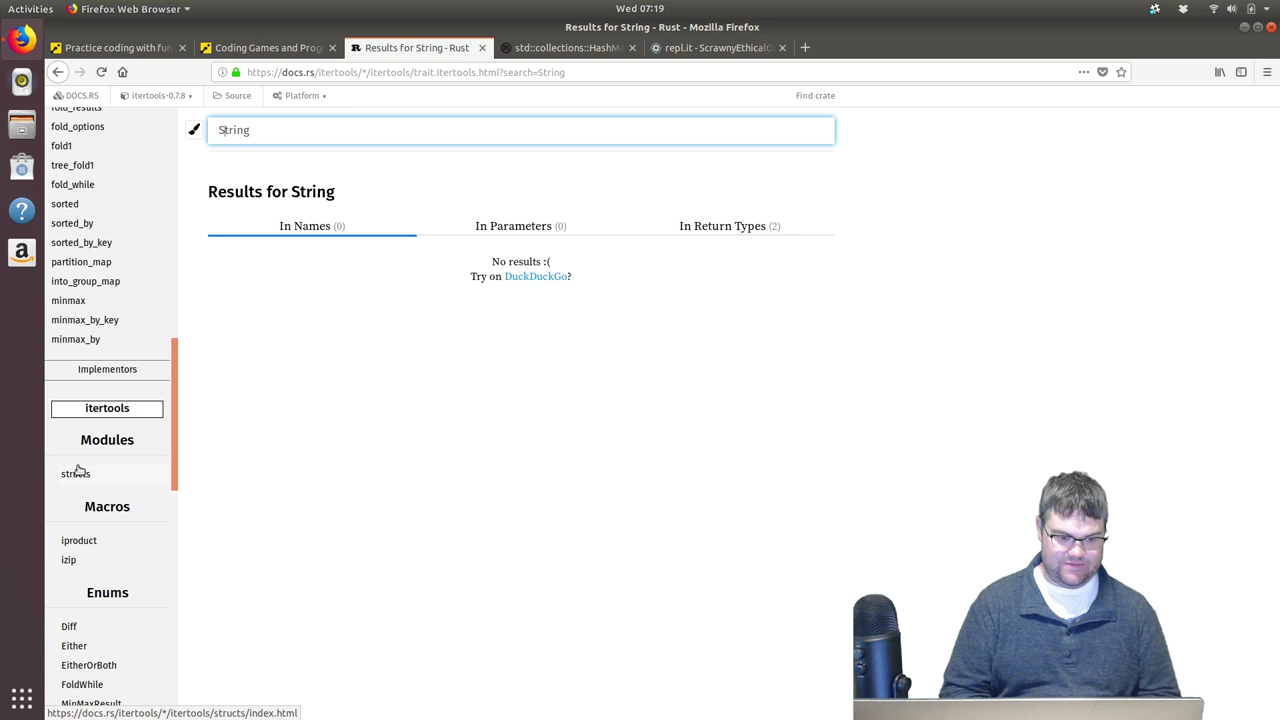 Activities
Firefox Web Browser
Wed 07:19
Results for String - Rust - Mozilla Firefox
Practice coding with fun
Coding Games and Prog
Results for String - Rust
std::collections::HashMa
repl.it - ScrawnyEthicalC
https://docs.rs/itertools/*/itertools/trait.Itertools.html?search=String
DOCS.RS
itertools-0.7.8
Source
Platform
Find crate
fold_results
fold_options
fold1
tree_fold1
fold_while
sorted
sorted_by
sorted_by_key
partition_map
into_group_map
minmax
minmax_by_key
minmax_by
Implementors
itertools
Modules
structs
Macros
iproduct
izip
Enums
Diff
Either
EitherOrBoth
FoldWhile
MinMaxResult
https://docs.rs/itertools/*/itertools/structs/index.html
String
Results for String
In Names (0)
In Parameters (0)
In Return Types (2)
No results :(
Try on DuckDuckGo?